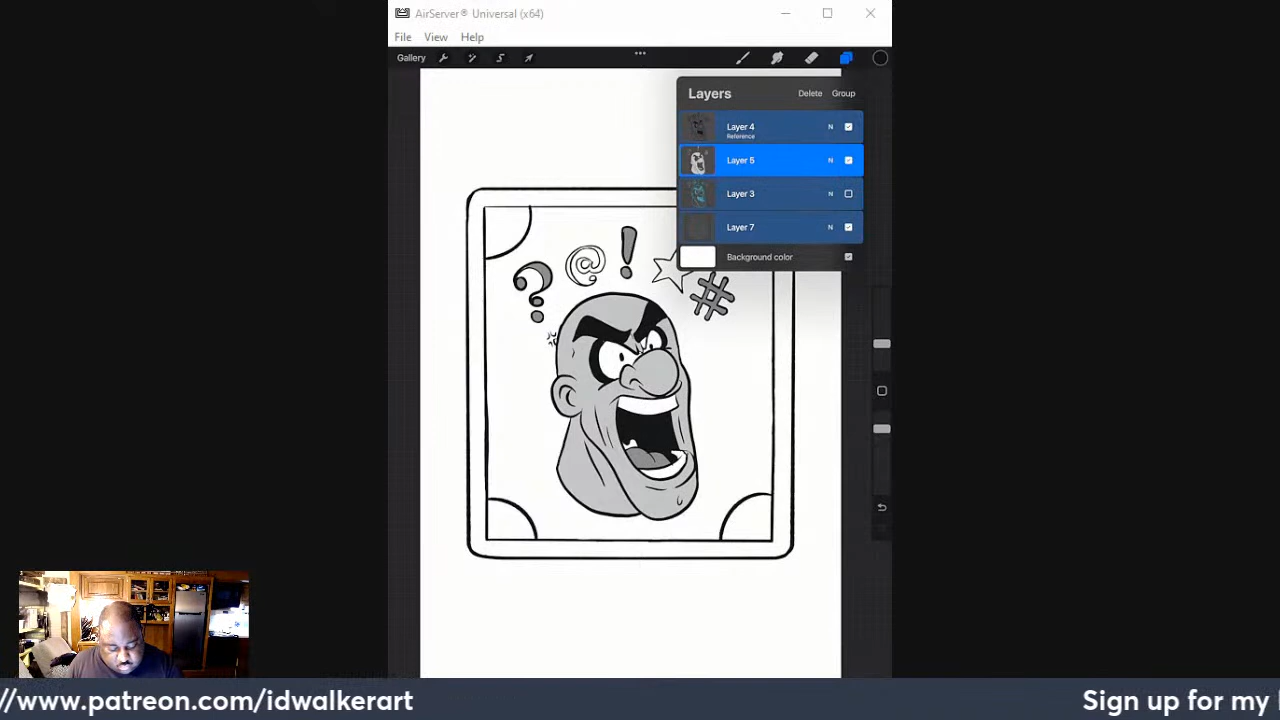 AirServer® Universal (x64)
File View Help
Gallery
Layers Delete Group
Layer 4 N
Reference
Layer 5 N
Layer 3 N
Layer 7 N
Background color
? @ ! #
//www.patreon.com/idwalkerart Sign up for my